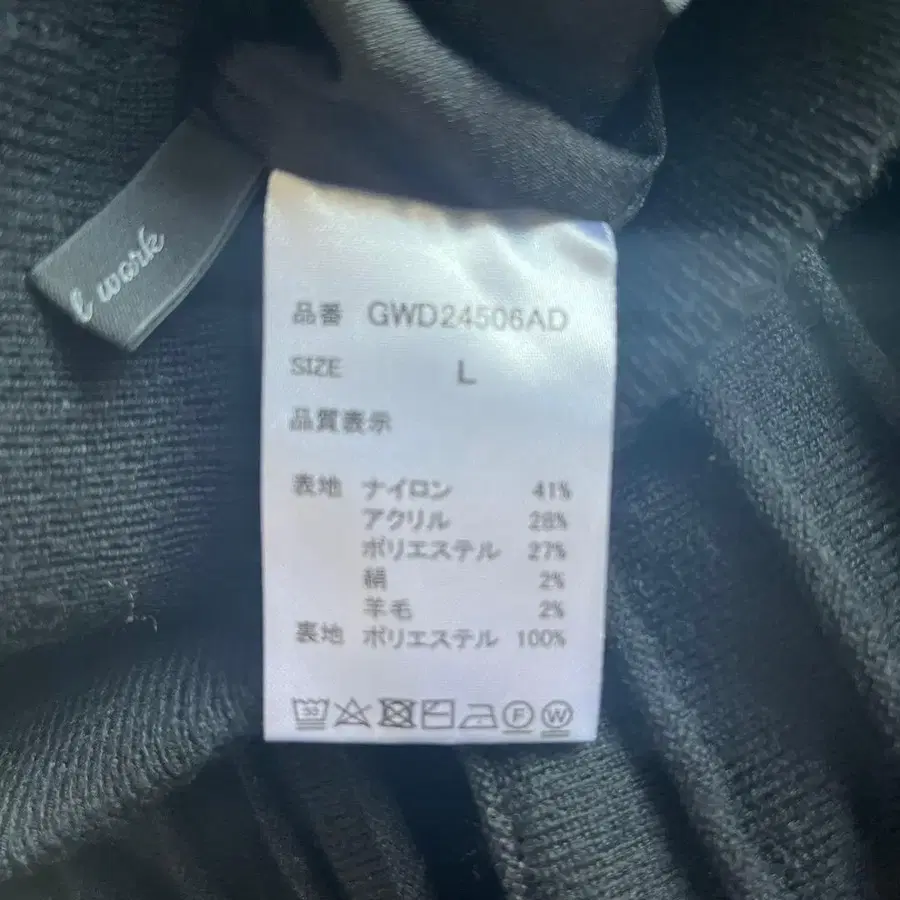 l work
品番 GWD24506AD
SIZE L
品質表示
表地 ナイロン 41%
アクリル 28%
ポリエステル 27%
絹 2%
羊毛 2%
裏地 ポリエステル 100%
30 F W